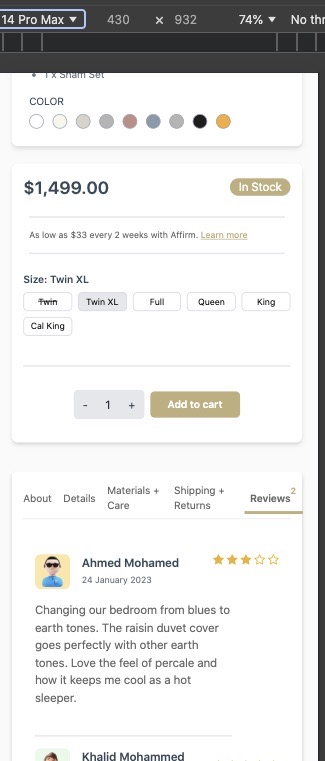 14 Pro Max ▼ 430 × 932 74% ▼ No thr
1 x Sham Set
COLOR
$1,499.00 In Stock
As low as $33 every 2 weeks with Affirm. Learn more
Size: Twin XL
Twin Twin XL Full Queen King
Cal King
- 1 + Add to cart
About Details Materials + Care Shipping + Returns Reviews 2
Ahmed Mohamed
24 January 2023
Changing our bedroom from blues to
earth tones. The raisin duvet cover
goes perfectly with other earth
tones. Love the feel of percale and
how it keeps me cool as a hot
sleeper.
Khalid Mohammed